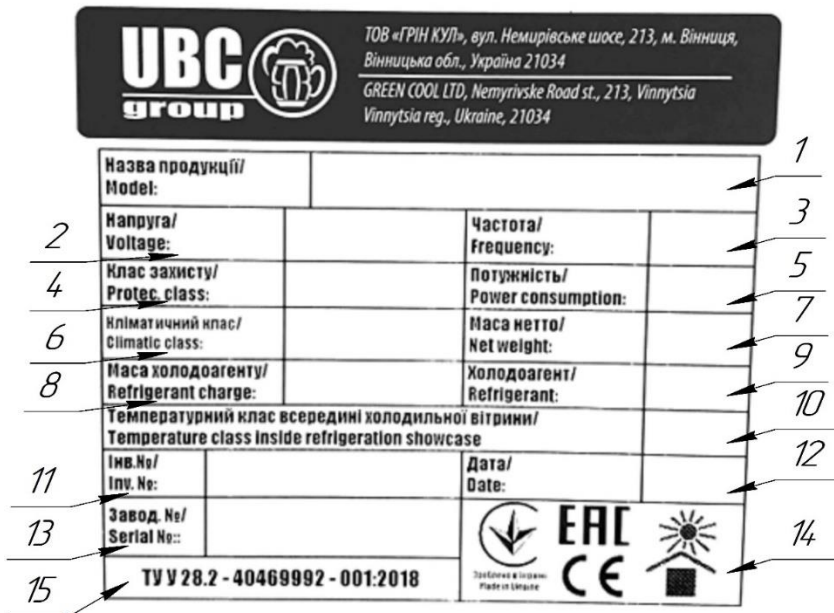 UBC
group
ТОВ «ГРІН КУЛ», вул. Немирівське шосе, 213, м. Вінниця,
Вінницька обл., Україна 21034
GREEN COOL LTD, Nemyrivske Road st., 213, Vinnytsia
Vinnytsia reg., Ukraine, 21034
Назва продукції/
Model:
1
Напруга/
Voltage:
2
Частота/
Frequency:
3
Клас захисту/
Protec. class:
4
Потужність/
Power consumption:
5
Кліматичний клас/
Climatic class:
6
Маса нетто/
Net weight:
7
Маса холодоагенту/
Refrigerant charge:
8
Холодоагент/
Refrigerant:
9
Температурний клас всередині холодильної вітрини/
Temperature class inside refrigeration showcase
10
Інв.№/
Inv. №:
11
Дата/
Date:
12
Завод. №/
Serial №::
13
EAC
CE
Зроблено в Україні
Made in Ukraine
14
ТУ У 28.2 - 40469992 - 001:2018
15